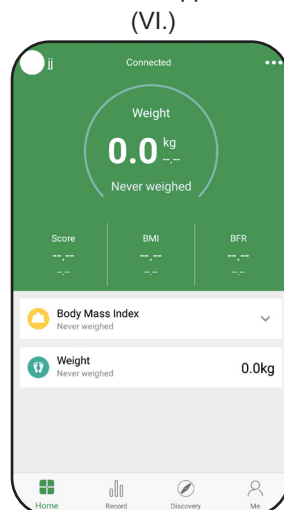 (VI.)
jj
Connected
Weight
0.0 kg
--.--
Never weighed
Score BMI BFR
--.-- --.-- --.--
--.-- --.-- --.--
Body Mass Index
Never weighed
Weight
Never weighed
0.0kg
Home Record Discovery Me